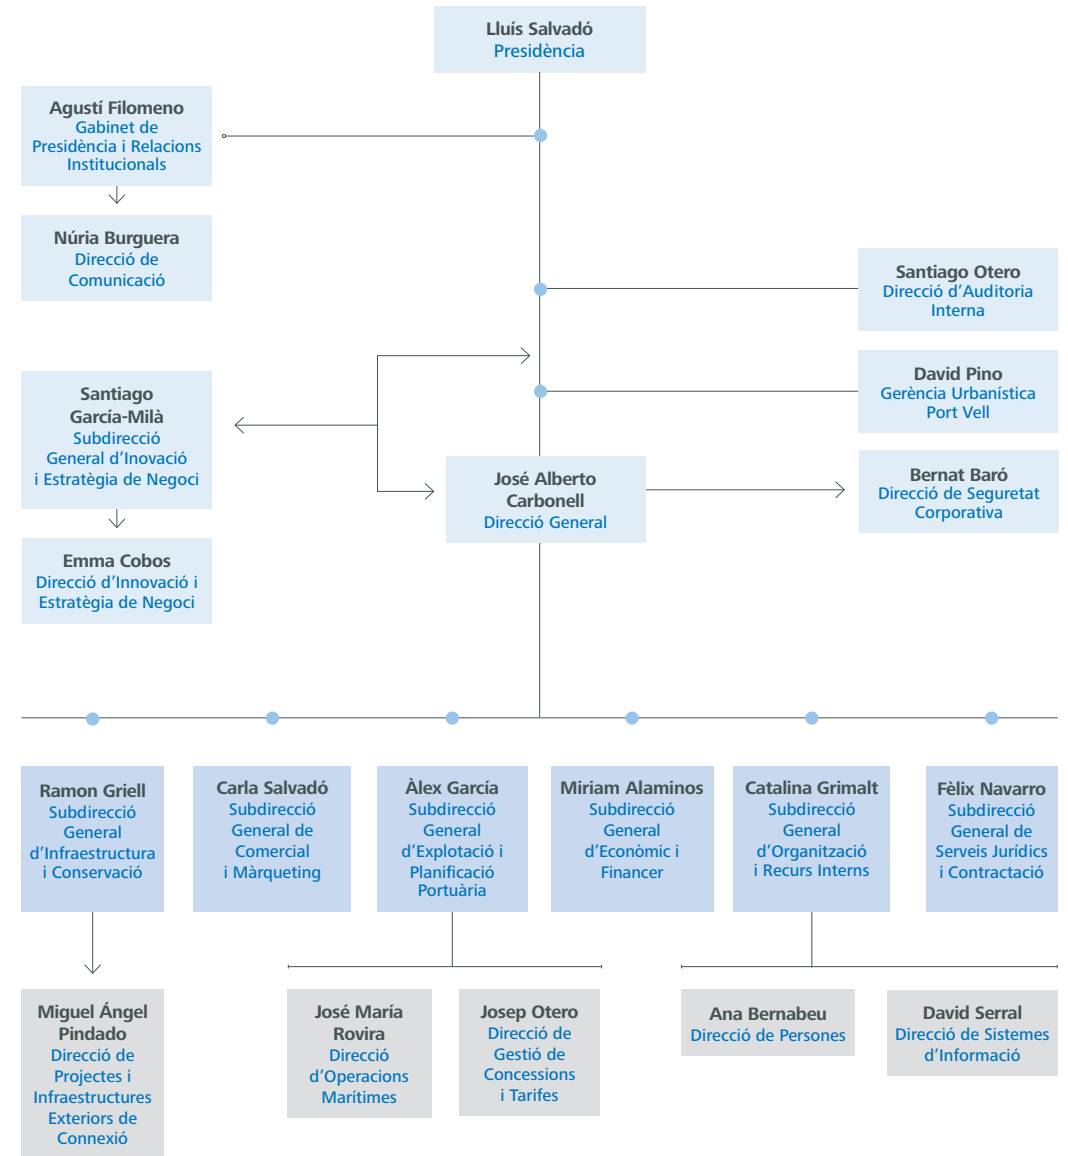 Lluís Salvadó
Presidència
Agustí Filomeno
Gabinet de
Presidència i Relacions
Institucionals
Núria Burguera
Direcció de
Comunicació
Santiago Otero
Direcció d’Auditoria
Interna
David Pino
Gerència Urbanística
Port Vell
Santiago
García-Milà
Subdirecció
General d’Inovació
i Estratègia de Negoci
José Alberto
Carbonell
Direcció General
Bernat Baró
Direcció de Seguretat
Corporativa
Emma Cobos
Direcció d’Innovació i
Estratègia de Negoci
Ramon Griell
Subdirecció
General
d’Infraestructura
i Conservació
Carla Salvadó
Subdirecció
General de
Comercial
i Màrqueting
Àlex García
Subdirecció
General
d’Explotació i
Planificació
Portuària
Miriam Alaminos
Subdirecció
General
d’Econòmic i
Financer
Catalina Grimalt
Subdirecció
General
d’Organització
i Recurs Interns
Fèlix Navarro
Subdirecció
General de
Serveis Jurídics
i Contractació
Miguel Ángel
Pindado
Direcció de
Projectes i
Infraestructures
Exteriors de
Connexió
José María
Rovira
Direcció
d’Operacions
Marítimes
Josep Otero
Direcció de
Gestió de
Concessions
i Tarifes
Ana Bernabeu
Direcció de Persones
David Serral
Direcció de Sistemes
d’Informació